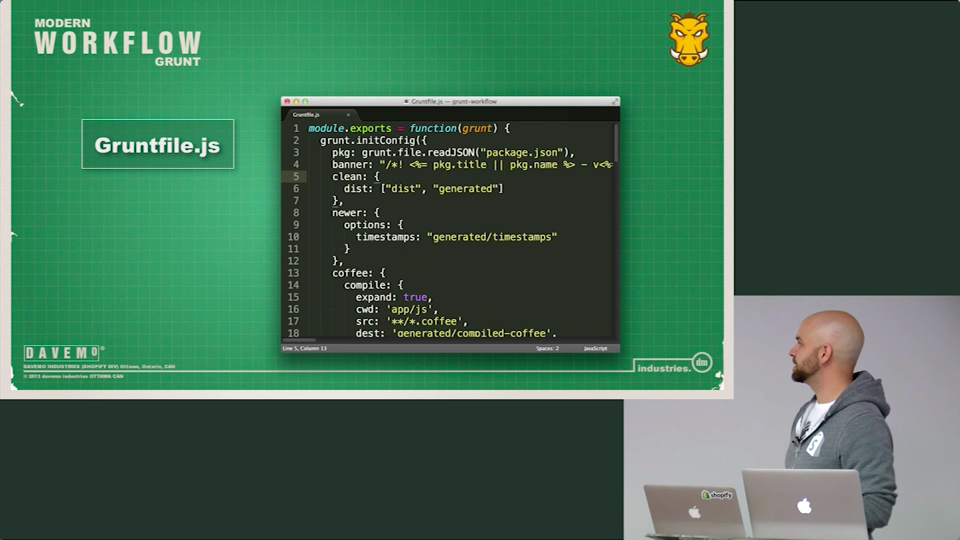 MODERN
WORKFLOW
GRUNT
Gruntfile.js
Gruntfile.js — grunt-workflow
Gruntfile.js ×
1 module.exports = function(grunt) {
2 grunt.initConfig({
3 pkg: grunt.file.readJSON("package.json"),
4 banner: "/*! <%= pkg.title || pkg.name %> - v<%=
5 clean: {
6 dist: ["dist", "generated"]
7 },
8 newer: {
9 options: {
10 timestamps: "generated/timestamps"
11 }
12 },
13 coffee: {
14 compile: {
15 expand: true,
16 cwd: 'app/js',
17 src: '**/*.coffee',
18 dest: 'generated/compiled-coffee',
Line 5, Column 13
Spaces: 2
JavaScript
DAVEMO®
DAVEMO INDUSTRIES (SHOPIFY DIV) Ottawa, Ontario, CAN
© 2013 davemo industries OTTAWA CAN
industries.
dm
shopify